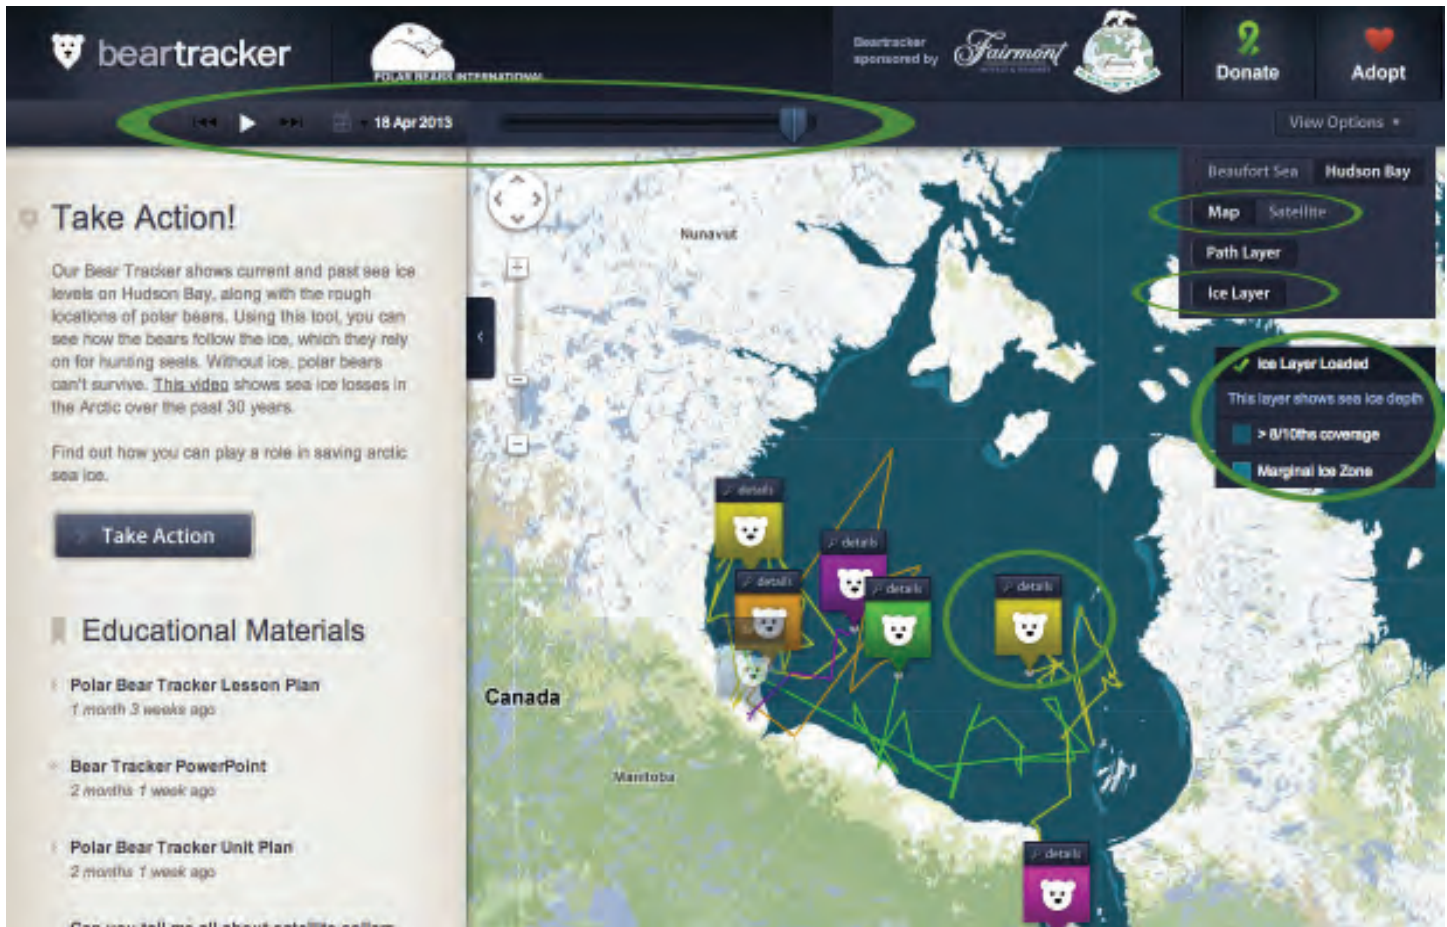 beartracker
POLAR BEARS INTERNATIONAL
Beartracker
sponsored by
Fairmont
Donate
Adopt
18 Apr 2013
View Options
Take Action!
Our Bear Tracker shows current and past sea ice
levels on Hudson Bay, along with the rough
locations of polar bears. Using this tool, you can
see how the bears follow the ice, which they rely
on for hunting seals. Without ice, polar bears
can't survive. This video shows sea ice losses in
the Arctic over the past 30 years.
Find out how you can play a role in saving arctic
sea ice.
Take Action
Educational Materials
Polar Bear Tracker Lesson Plan
1 month 3 weeks ago
Bear Tracker PowerPoint
2 months 1 week ago
Polar Bear Tracker Unit Plan
2 months 1 week ago
Can you tell me all about satellite collars
Beaufort Sea Hudson Bay
Map Satellite
Path Layer
Ice Layer
Ice Layer Loaded
This layer shows sea ice depth
> 8/10ths coverage
Marginal Ice Zone
Nunavut
details
details
details
details
details
Canada
Manitoba
details